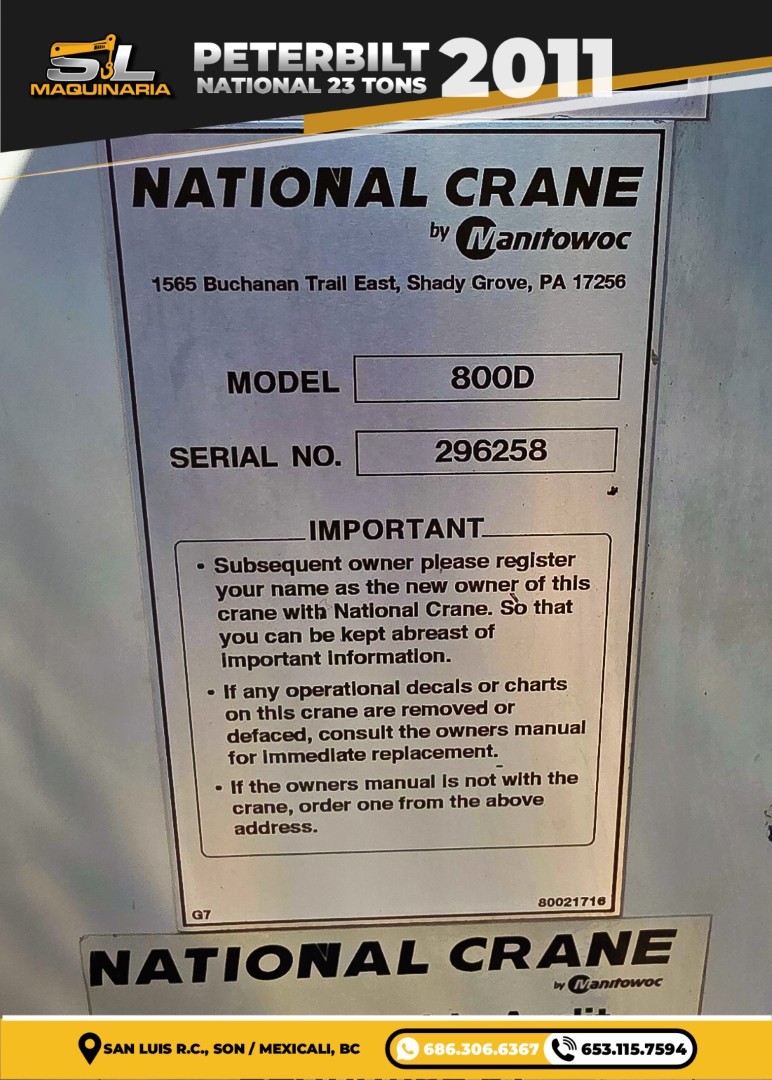 SJL
MAQUINARIA
PETERBILT
NATIONAL 23 TONS
2011
NATIONAL CRANE
by Manitowoc
1565 Buchanan Trail East, Shady Grove, PA 17256
MODEL 800D
SERIAL NO. 296258
IMPORTANT
• Subsequent owner please register
your name as the new owner of this
crane with National Crane. So that
you can be kept abreast of
important information.
• If any operational decals or charts
on this crane are removed or
defaced, consult the owners manual
for immediate replacement.
• If the owners manual is not with the
crane, order one from the above
address.
G7
80021716
NATIONAL CRANE
by Manitowoc
SAN LUIS R.C., SON / MEXICALI, BC
686.306.6367
653.115.7594